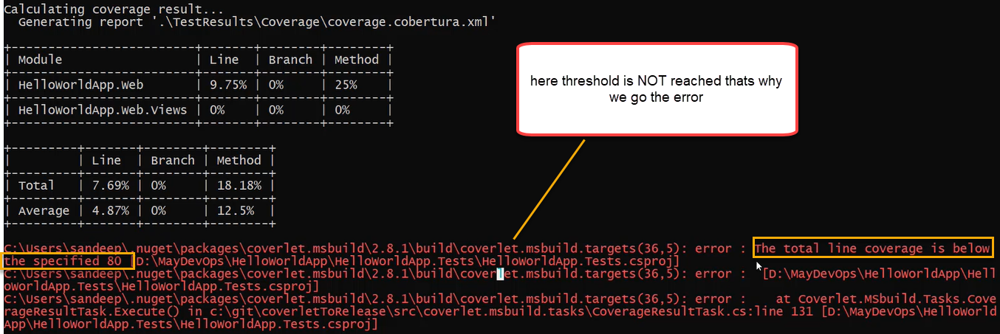 Calculating coverage result...
  Generating report '.\TestResults\Coverage\coverage.cobertura.xml'
+-------------------------+-------+--------+--------+
| Module                  | Line  | Branch | Method |
+-------------------------+-------+--------+--------+
| HelloWorldApp.Web       | 9.75% | 0%     | 25%    |
+-------------------------+-------+--------+--------+
| HelloWorldApp.Web.Views | 0%    | 0%     | 0%     |
+-------------------------+-------+--------+--------+
here threshold is NOT reached thats why
we go the error
+---------+-------+--------+--------+
|         | Line  | Branch | Method |
+---------+-------+--------+--------+
| Total   | 7.69% | 0%     | 18.18% |
+---------+-------+--------+--------+
| Average | 4.87% | 0%     | 12.5%  |
+---------+-------+--------+--------+
C:\Users\sandeep\.nuget\packages\coverlet.msbuild\2.8.1\build\coverlet.msbuild.targets(36,5): error : The total line coverage is below
the specified 80 [D:\MayDevOps\HelloWorldApp\HelloWorldApp.Tests\HelloWorldApp.Tests.csproj]
C:\Users\sandeep\.nuget\packages\coverlet.msbuild\2.8.1\build\coverlet.msbuild.targets(36,5): error :  [D:\MayDevOps\HelloWorldApp\Hell
oWorldApp.Tests\HelloWorldApp.Tests.csproj]
C:\Users\sandeep\.nuget\packages\coverlet.msbuild\2.8.1\build\coverlet.msbuild.targets(36,5): error :    at Coverlet.MSbuild.Tasks.Cove
rageResultTask.Execute() in c:\git\coverletToRelease\src\coverlet.msbuild.tasks\CoverageResultTask.cs:line 131 [D:\MayDevOps\HelloWorld
App\HelloWorldApp.Tests\HelloWorldApp.Tests.csproj]